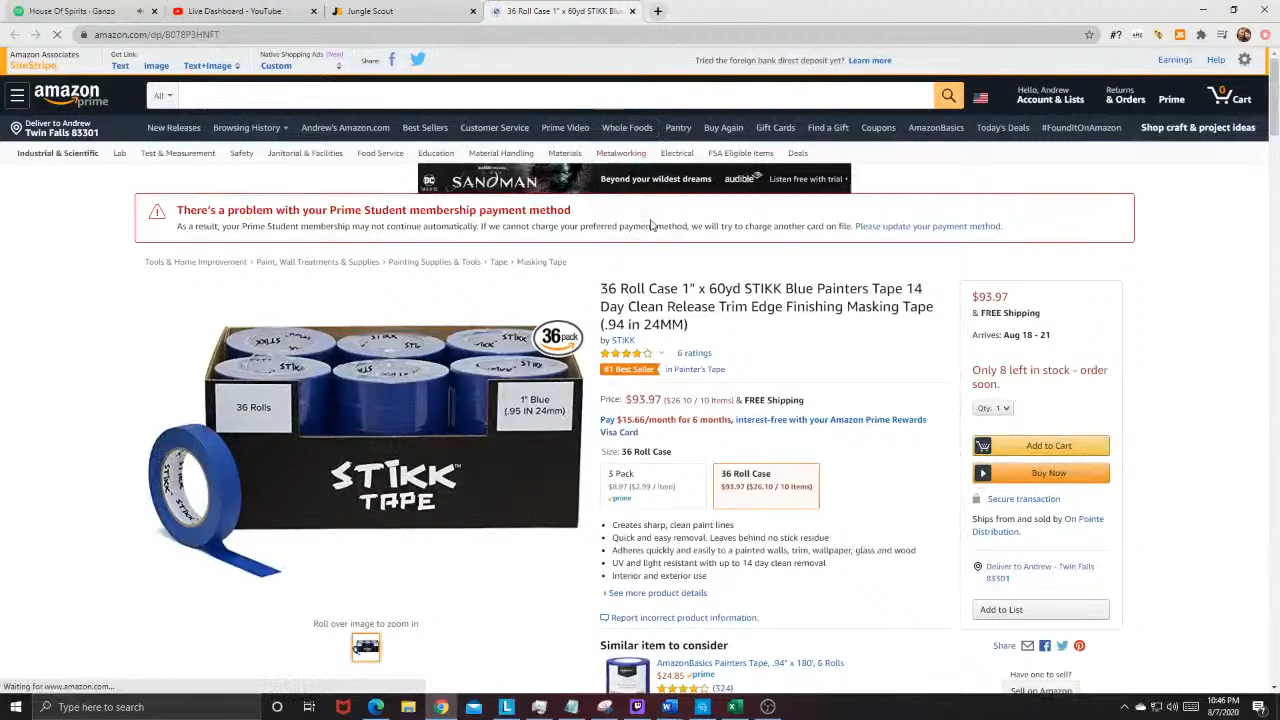 House of Spirits
YouTube
Jungle Scout
36 Roll Case 1" x 60yd STIKK Blu
amazon.com/dp/8078P3HNFT
Amazon Associates
SiteStripe
Get Link:
Text
Image
Text+Image
Native Shopping Ads (New)
Custom
Share:
Tried the foreign bank direct deposit yet? Learn more
Earnings
Help
amazon
prime
All
Hello, Andrew
Account & Lists
Returns
& Orders
Prime
0
Cart
Deliver to Andrew
Twin Falls 83301
New Releases
Browsing History
Andrew's Amazon.com
Best Sellers
Customer Service
Prime Video
Whole Foods
Pantry
Buy Again
Gift Cards
Find a Gift
Coupons
AmazonBasics
Today's Deals
#FoundItOnAmazon
Shop craft & project ideas
Industrial & Scientific
Lab
Test & Measurement
Safety
Janitorial & Facilities
Food Service
Education
Material Handling
Materials
Metalworking
Electrical
FSA Eligible Items
Deals
DC
SANDMAN
Beyond your wildest dreams
audible
Listen free with trial ›
There's a problem with your Prime Student membership payment method
As a result, your Prime Student membership may not continue automatically. If we cannot charge your preferred payment method, we will try to charge another card on file. Please update your payment method.
Tools & Home Improvement › Paint, Wall Treatments & Supplies › Painting Supplies & Tools › Tape › Masking Tape
36 Roll Case 1" x 60yd STIKK Blue Painters Tape 14
Day Clean Release Trim Edge Finishing Masking Tape
(.94 in 24MM)
by STIKK
6 ratings
#1 Best Seller
in Painter's Tape
Price: $93.97 ($26.10 / 10 Items) & FREE Shipping
Pay $15.66/month for 6 months, interest-free with your Amazon Prime Rewards
Visa Card
Size: 36 Roll Case
3 Pack
$8.97 ($2.99 / Item)
prime
36 Roll Case
$93.97 ($26.10 / 10 Items)
• Creates sharp, clean paint lines
• Quick and easy removal. Leaves behind no stick residue
• Adheres quickly and easily to a painted walls, trim, wallpaper, glass and wood
• UV and light resistant with up to 14 day clean removal
• Interior and exterior use
› See more product details
Report incorrect product information.
Similar item to consider
AmazonBasics Painters Tape, .94" x 180', 6 Rolls
$24.85 prime
(324)
36 pack
36 Rolls
1" Blue
(.95 IN 24mm)
STIKK™
TAPE
Roll over image to zoom in
$93.97
& FREE Shipping
Arrives: Aug 18 - 21
Only 8 left in stock - order
soon.
Qty: 1
Add to Cart
Buy Now
Secure transaction
Ships from and sold by On Pointe
Distribution.
Deliver to Andrew - Twin Falls
83301
Add to List
Share
Have one to sell?
Sell on Amazon
Waiting for www.amazon.com...
Type here to search
10:46 PM
8/7/2020